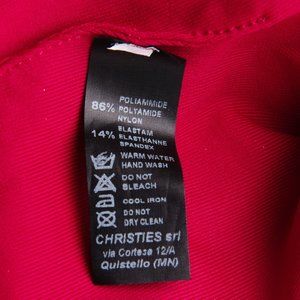 POLIAMMIDE
86% POLYAMIDE
NYLON
ELASTAM
14% ELASTHANNE
SPANDEX
WARM WATER
HAND WASH
DO NOT
BLEACH
COOL IRON
DO NOT
DRY CLEAN
CHRISTIES srl
via Cortesa 12/A
Quistello (MN)